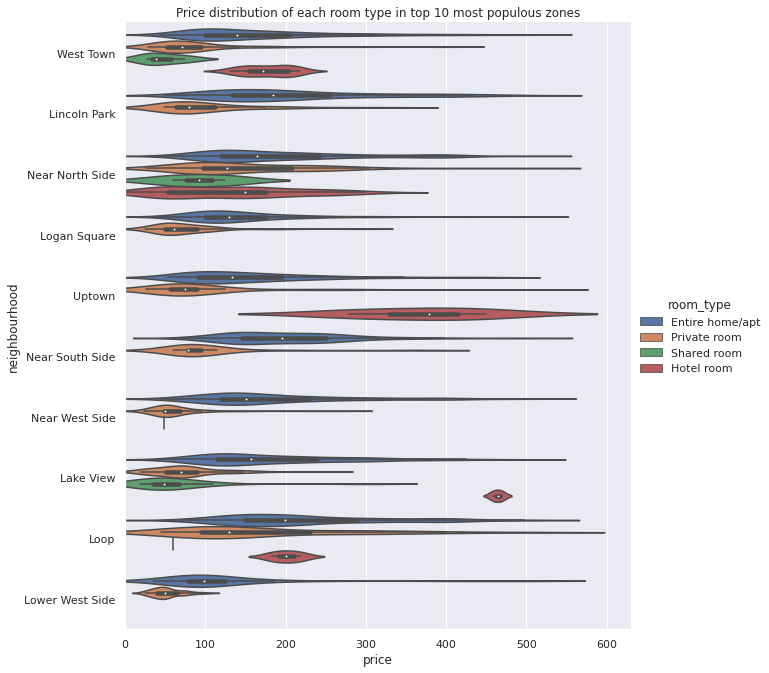 Price distribution of each room type in top 10 most populous zones
West Town
Lincoln Park
Near North Side
Logan Square
Uptown
Near South Side
Near West Side
Lake View
Loop
Lower West Side
neighbourhood
0 100 200 300 400 500 600
price
room_type
Entire home/apt
Private room
Shared room
Hotel room